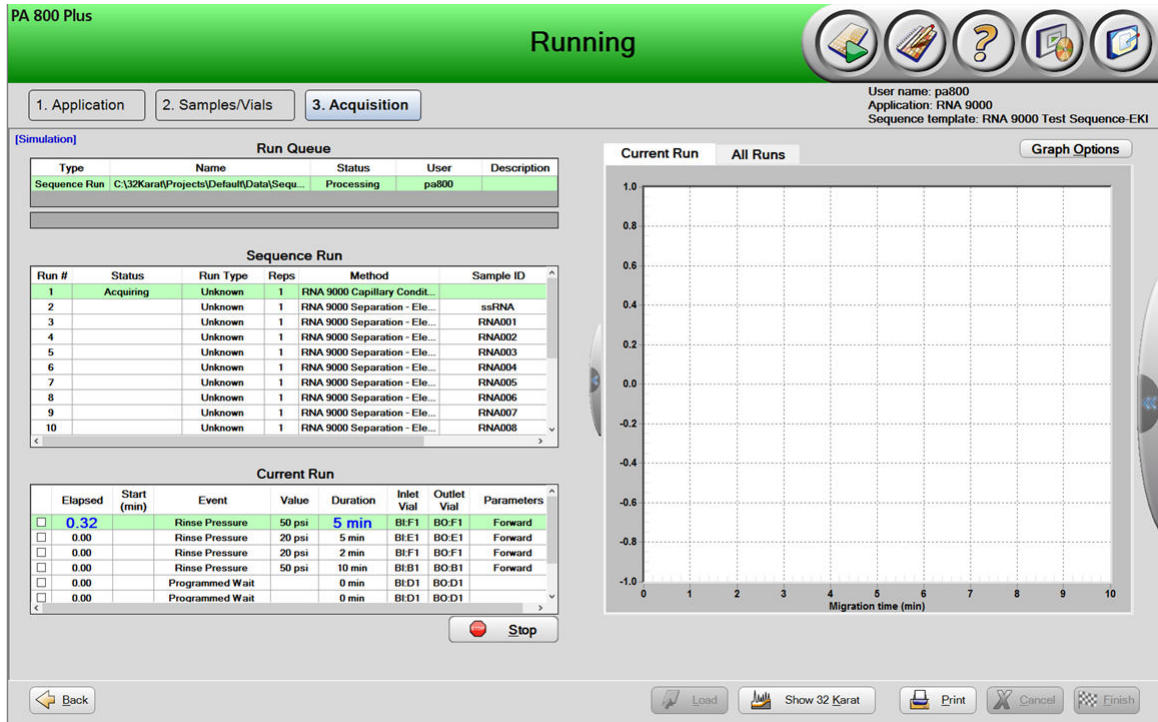 PA 800 Plus
Running
1. Application
2. Samples/Vials
3. Acquisition
User name: pa800
Application: RNA 9000
Sequence template: RNA 9000 Test Sequence-EKI
[Simulation]
Run Queue
Type Name Status User Description
Sequence Run C:\32Karat\Projects\Default\Data\Sequ... Processing pa800
Sequence Run
Run # Status Run Type Reps Method Sample ID
1 Acquiring Unknown 1 RNA 9000 Capillary Condit...
2 Unknown 1 RNA 9000 Separation - Ele... ssRNA
3 Unknown 1 RNA 9000 Separation - Ele... RNA001
4 Unknown 1 RNA 9000 Separation - Ele... RNA002
5 Unknown 1 RNA 9000 Separation - Ele... RNA003
6 Unknown 1 RNA 9000 Separation - Ele... RNA004
7 Unknown 1 RNA 9000 Separation - Ele... RNA005
8 Unknown 1 RNA 9000 Separation - Ele... RNA006
9 Unknown 1 RNA 9000 Separation - Ele... RNA007
10 Unknown 1 RNA 9000 Separation - Ele... RNA008
Current Run
Elapsed Start (min) Event Value Duration Inlet Vial Outlet Vial Parameters
0.32 Rinse Pressure 50 psi 5 min BI:F1 BO:F1 Forward
0.00 Rinse Pressure 20 psi 5 min BI:E1 BO:E1 Forward
0.00 Rinse Pressure 20 psi 2 min BI:F1 BO:F1 Forward
0.00 Rinse Pressure 50 psi 10 min BI:B1 BO:B1 Forward
0.00 Programmed Wait 0 min BI:D1 BO:D1
0.00 Programmed Wait 0 min BI:D1 BO:D1
Stop
Current Run
All Runs
Graph Options
1.0
0.8
0.6
0.4
0.2
0.0
-0.2
-0.4
-0.6
-0.8
-1.0
0 1 2 3 4 5 6 7 8 9 10
Migration time (min)
Back
Load
Show 32 Karat
Print
Cancel
Finish